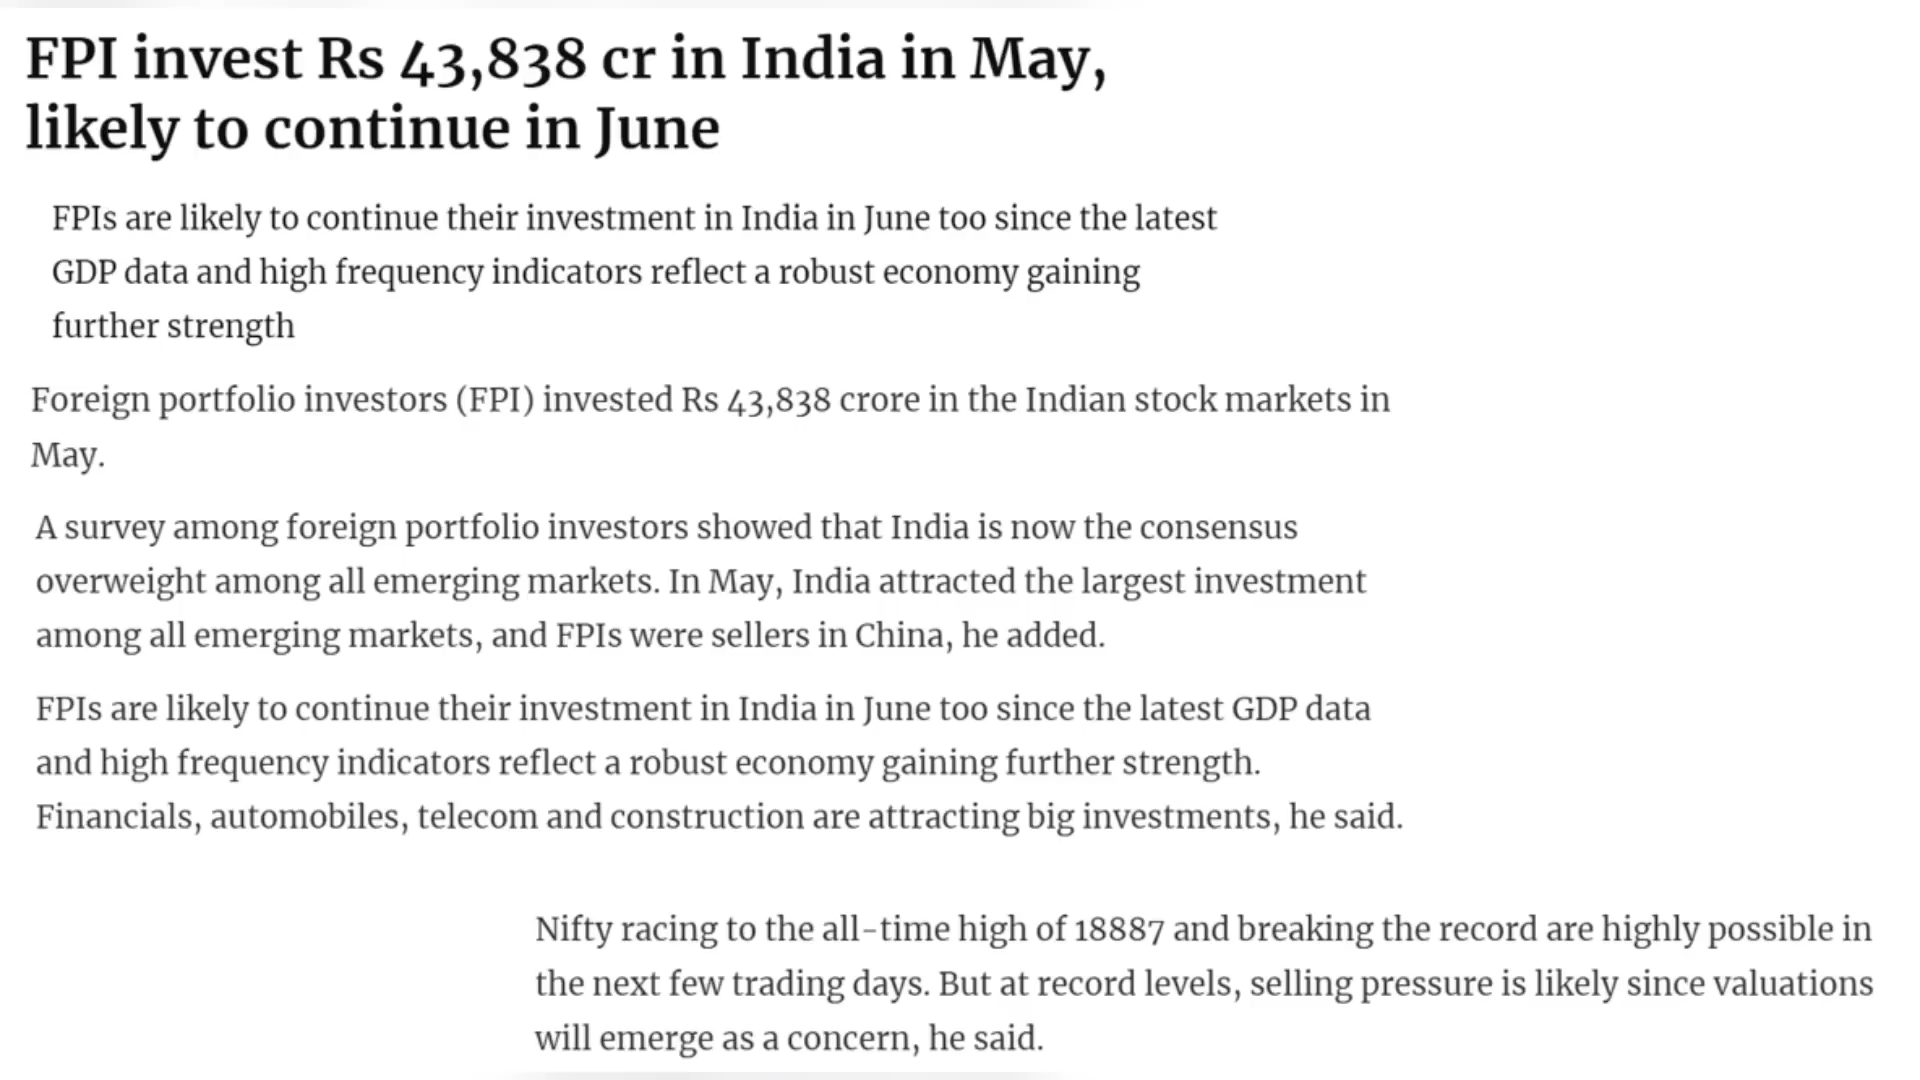 FPI invest Rs 43,838 cr in India in May,
likely to continue in June
FPIs are likely to continue their investment in India in June too since the latest
GDP data and high frequency indicators reflect a robust economy gaining
further strength
Foreign portfolio investors (FPI) invested Rs 43,838 crore in the Indian stock markets in
May.
A survey among foreign portfolio investors showed that India is now the consensus
overweight among all emerging markets. In May, India attracted the largest investment
among all emerging markets, and FPIs were sellers in China, he added.
FPIs are likely to continue their investment in India in June too since the latest GDP data
and high frequency indicators reflect a robust economy gaining further strength.
Financials, automobiles, telecom and construction are attracting big investments, he said.
Nifty racing to the all-time high of 18887 and breaking the record are highly possible in
the next few trading days. But at record levels, selling pressure is likely since valuations
will emerge as a concern, he said.